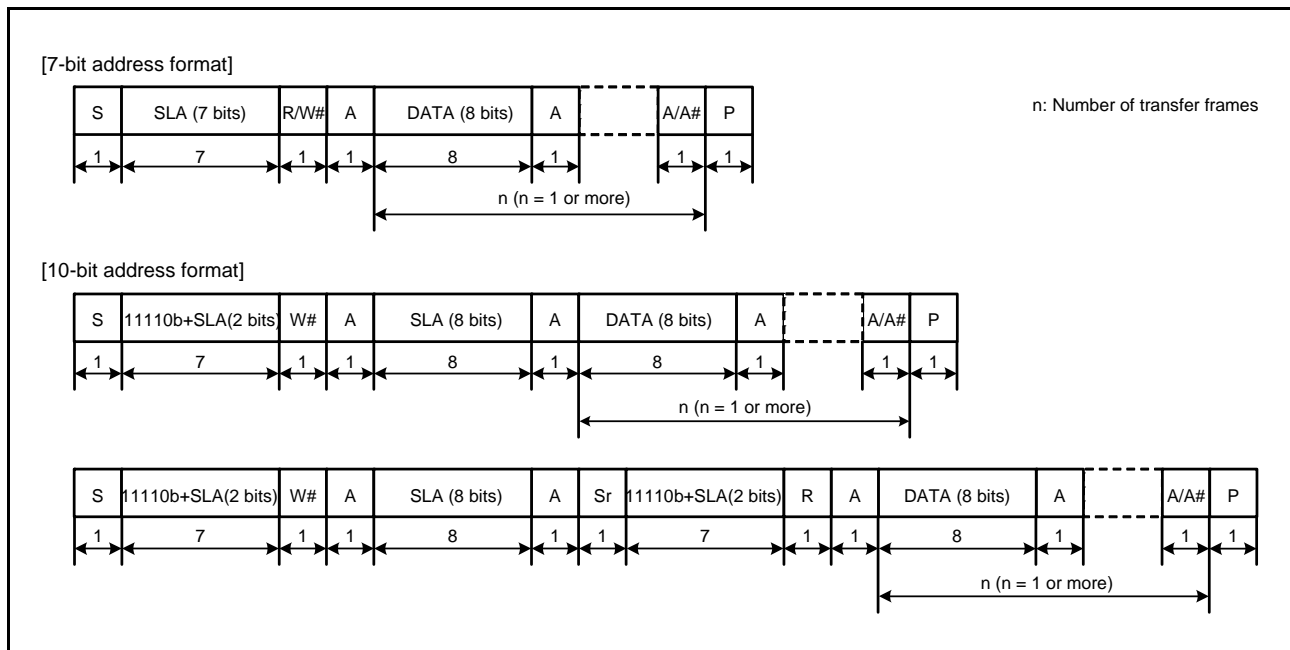 [7-bit address format]
n: Number of transfer frames
S SLA (7 bits) R/W# A DATA (8 bits) A A/A# P
1 7 1 1 8 1 1 1
n (n = 1 or more)
[10-bit address format]
S 11110b+SLA(2 bits) W# A SLA (8 bits) A DATA (8 bits) A A/A# P
1 7 1 1 8 1 8 1 1 1
n (n = 1 or more)
S 11110b+SLA(2 bits) W# A SLA (8 bits) A Sr 11110b+SLA(2 bits) R A DATA (8 bits) A A/A# P
1 7 1 1 8 1 1 7 1 1 8 1 1 1
n (n = 1 or more)